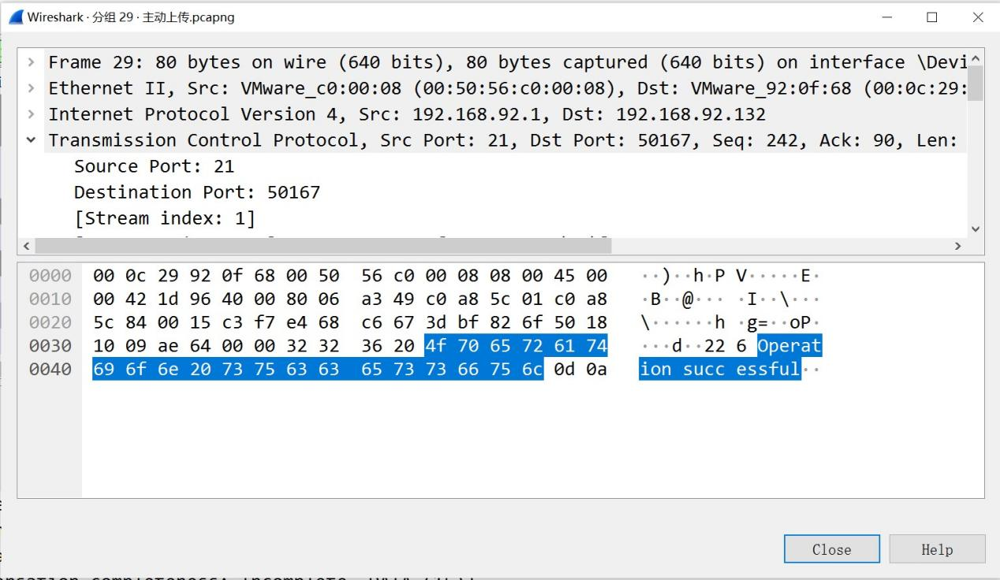 Wireshark · 分组 29 · 主动上传.pcapng
Frame 29: 80 bytes on wire (640 bits), 80 bytes captured (640 bits) on interface \Devi
Ethernet II, Src: VMware_c0:00:08 (00:50:56:c0:00:08), Dst: VMware_92:0f:68 (00:0c:29:
Internet Protocol Version 4, Src: 192.168.92.1, Dst: 192.168.92.132
Transmission Control Protocol, Src Port: 21, Dst Port: 50167, Seq: 242, Ack: 90, Len:
Source Port: 21
Destination Port: 50167
[Stream index: 1]
0000 00 0c 29 92 0f 68 00 50 56 c0 00 08 08 00 45 00 ··)··h·P V·····E·
0010 00 42 1d 96 40 00 80 06 a3 49 c0 a8 5c 01 c0 a8 ·B··@··· ·I··\···
0020 5c 84 00 15 c3 f7 e4 68 c6 67 3d bf 82 6f 50 18 \······h ·g=··oP·
0030 10 09 ae 64 00 00 32 32 36 20 4f 70 65 72 61 74 ···d··22 6 Operat
0040 69 6f 6e 20 73 75 63 63 65 73 73 66 75 6c 0d 0a ion succ essful··
Close Help